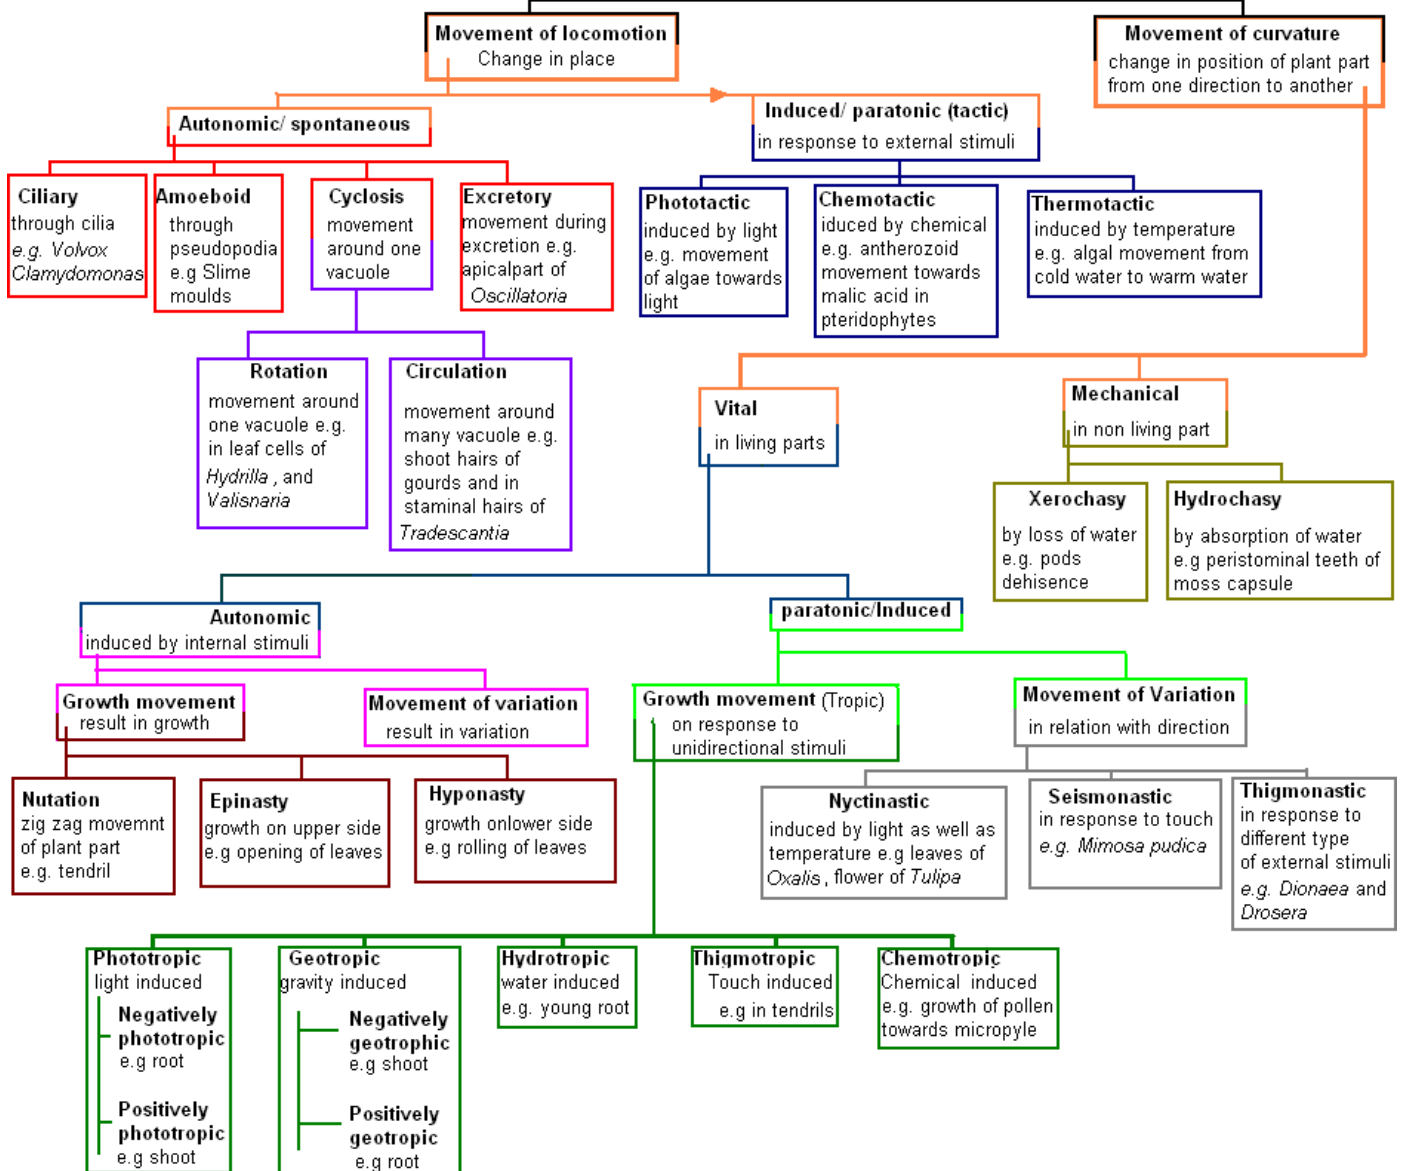 Movement of locomotion
Change in place
Movement of curvature
change in position of plant part
from one direction to another
Autonomic/ spontaneous
Induced/ paratonic (tactic)
in response to external stimuli
Ciliary
through cilia
e.g. Volvox
Clamydomonas
Amoeboid
through
pseudopodia
e.g Slime
moulds
Cyclosis
movement
around one
vacuole
Excretory
movement during
excretion e.g.
apicalpart of
Oscillatoria
Phototactic
induced by light
e.g. movement
of algae towards
light
Chemotactic
iduced by chemical
e.g. antherozoid
movement towards
malic acid in
pteridophytes
Thermotactic
induced by temperature
e.g. algal movement from
cold water to warm water
Rotation
movement around
one vacuole e.g.
in leaf cells of
Hydrilla , and
Valisnaria
Circulation
movement around
many vacuole e.g.
shoot hairs of
gourds and in
staminal hairs of
Tradescantia
Vital
in living parts
Mechanical
in non living part
Xerochasy
by loss of water
e.g. pods
dehisence
Hydrochasy
by absorption of water
e.g peristominal teeth of
moss capsule
Autonomic
induced by internal stimuli
paratonic/Induced
Growth movement
result in growth
Movement of variation
result in variation
Growth movement (Tropic)
on response to
unidirectional stimuli
Movement of Variation
in relation with direction
Nutation
zig zag movemnt
of plant part
e.g. tendril
Epinasty
growth on upper side
e.g opening of leaves
Hyponasty
growth onlower side
e.g rolling of leaves
Nyctinastic
induced by light as well as
temperature e.g leaves of
Oxalis , flower of Tulipa
Seismonastic
in response to touch
e.g. Mimosa pudica
Thigmonastic
in response to
different type
of external stimuli
e.g. Dionaea and
Drosera
Phototropic
light induced
Negatively
phototropic
e.g root
Positively
phototropic
e.g shoot
Geotropic
gravity induced
Negatively
geotrophic
e.g shoot
Positively
geotropic
e.g root
Hydrotropic
water induced
e.g. young root
Thigmotropic
Touch induced
e.g in tendrils
Chemotropic
Chemical induced
e.g. growth of pollen
towards micropyle